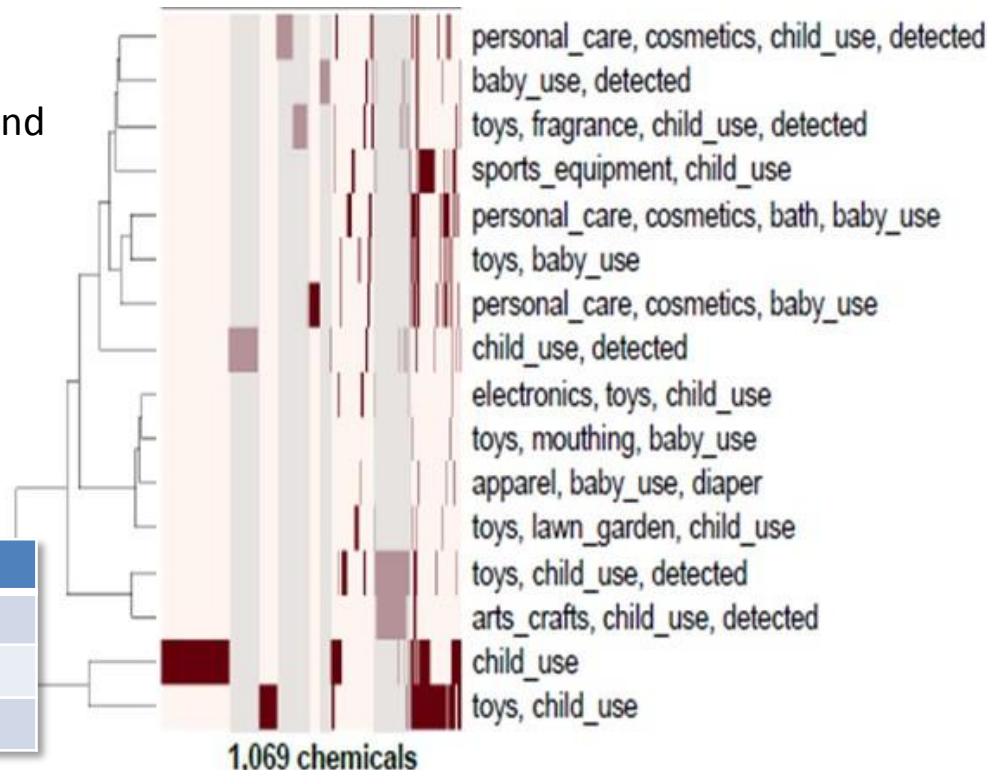 nd
personal_care, cosmetics, child_use, detected
baby_use, detected
toys, fragrance, child_use, detected
sports_equipment, child_use
personal_care, cosmetics, bath, baby_use
toys, baby_use
personal_care, cosmetics, baby_use
child_use, detected
electronics, toys, child_use
toys, mouthing, baby_use
apparel, baby_use, diaper
toys, lawn_garden, child_use
toys, child_use, detected
arts_crafts, child_use, detected
child_use
toys, child_use
1,069 chemicals